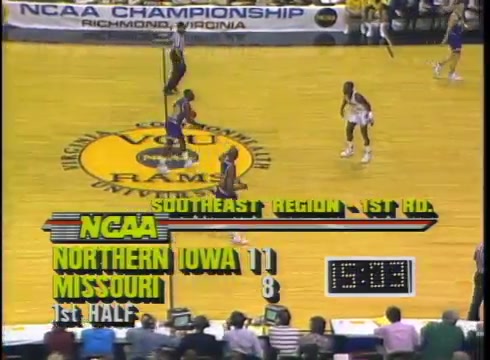 NCAA CHAMPIONSHIP
RICHMOND, VIRGINIA
VIRGINIA COMMONWEALTH
VCU
NCAA
RAMS
UNIVERSITY
SOUTHEAST REGION - 1ST RD.
NCAA
NORTHERN IOWA 11
MISSOURI 8
1st HALF
15:03